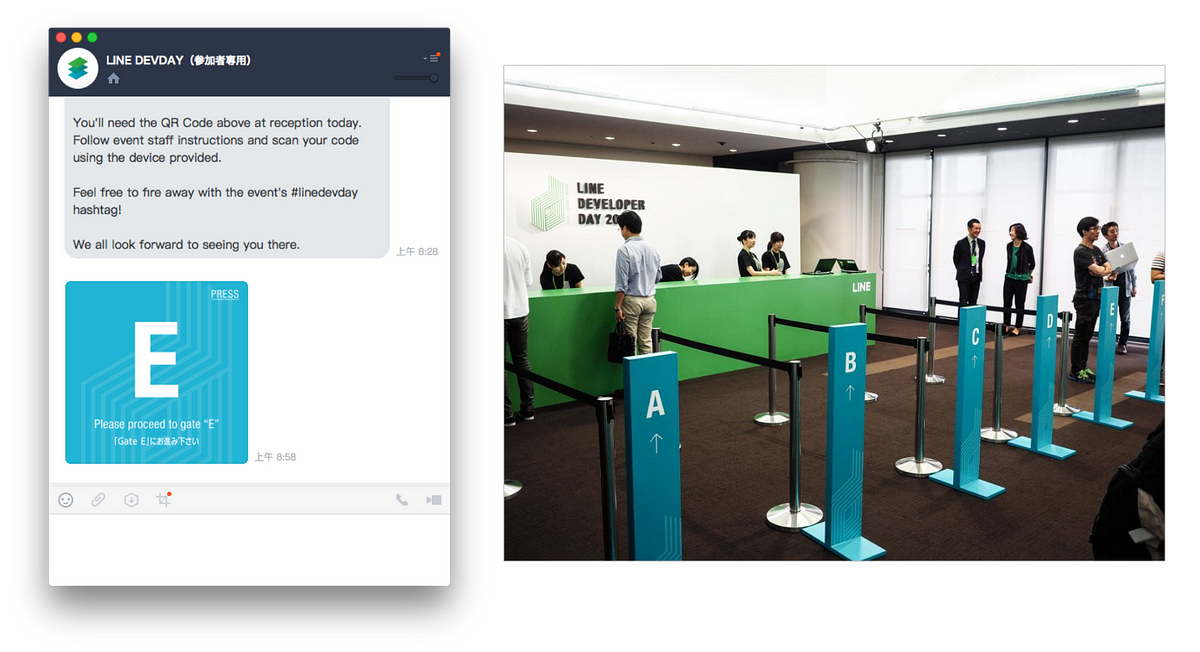 LINE DEVDAY（参加者専用）
You'll need the QR Code above at reception today.
Follow event staff instructions and scan your code
using the device provided.
Feel free to fire away with the event's #linedevday
hashtag!
We all look forward to seeing you there.
上午 8:28
PRESS
E
Please proceed to gate “E”
「Gate E」にお進み下さい
上午 8:58
LINE
DEVELOPER
DAY 20
LINE
A
B
C
D
E
F